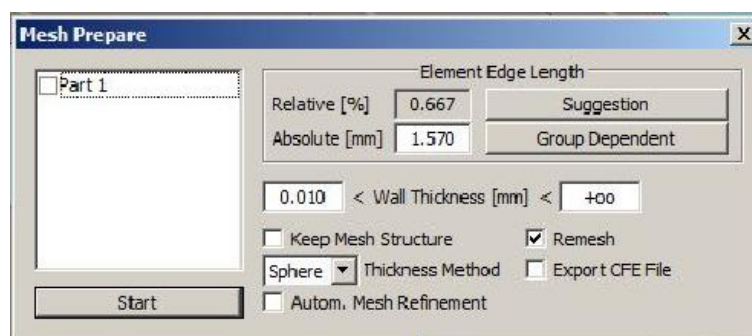 Mesh Prepare
Part 1
Element Edge Length
Relative [%] 0.667 Suggestion
Absolute [mm] 1.570 Group Dependent
0.010 < Wall Thickness [mm] < +oo
Keep Mesh Structure Remesh
Sphere Thickness Method Export CFE File
Start Autom. Mesh Refinement